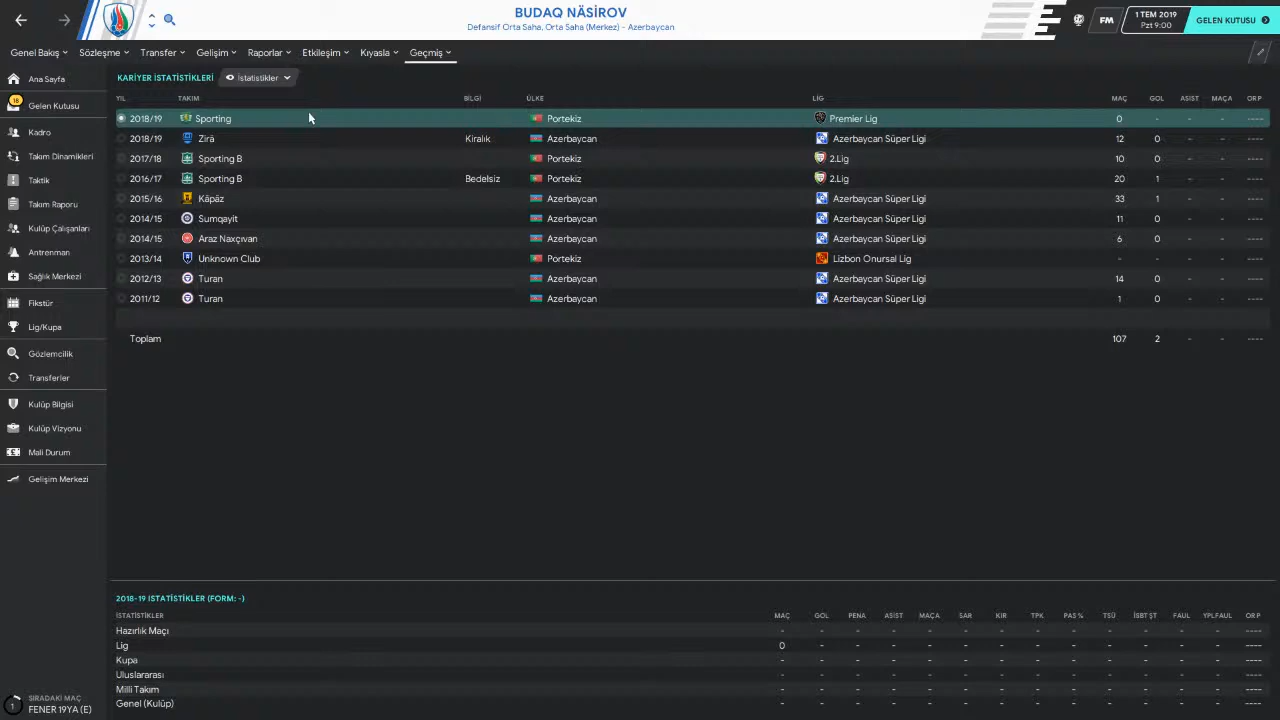 BUDAQ NÄSİROV
Defansif Orta Saha, Orta Saha (Merkez) - Azerbaycan
FM
1 TEM 2019
Pzt 9:00
GELEN KUTUSU
Genel Bakış
Sözleşme
Transfer
Gelişim
Raporlar
Etkileşim
Kıyasla
Geçmiş
Ana Sayfa
18
Gelen Kutusu
Kadro
Takım Dinamikleri
Taktik
Takım Raporu
Kulüp Çalışanları
Antrenman
Sağlık Merkezi
Fikstür
Lig/Kupa
Gözlemcilik
Transferler
Kulüp Bilgisi
Kulüp Vizyonu
Mali Durum
Gelişim Merkezi
1
SIRADAKİ MAÇ
FENER 19YA (E)
KARİYER İSTATİSTİKLERİ
İstatistikler
YIL TAKIM BİLGİ ÜLKE LİG MAÇ GOL ASİST MAÇA ORP
2018/19 Sporting Portekiz Premier Lig 0 - - - ----
2018/19 Zirä Kiralık Azerbaycan Azerbaycan Süper Ligi 12 0 - - ----
2017/18 Sporting B Portekiz 2.Lig 10 0 - - ----
2016/17 Sporting B Bedelsiz Portekiz 2.Lig 20 1 - - ----
2015/16 Käpäz Azerbaycan Azerbaycan Süper Ligi 33 1 - - ----
2014/15 Sumqayit Azerbaycan Azerbaycan Süper Ligi 11 0 - - ----
2014/15 Araz Naxçıvan Azerbaycan Azerbaycan Süper Ligi 6 0 - - ----
2013/14 Unknown Club Portekiz Lizbon Onursal Lig - - - - ----
2012/13 Turan Azerbaycan Azerbaycan Süper Ligi 14 0 - - ----
2011/12 Turan Azerbaycan Azerbaycan Süper Ligi 1 0 - - ----
Toplam 107 2 - - ----
2018-19 İSTATİSTİKLER (FORM: -)
İSTATİSTİKLER MAÇ GOL PENA ASİST MAÇA SAR KIR TPK PAS % TSÜ İSBT ŞT FAUL YPLFAUL ORP
Hazırlık Maçı - - - - - - - - - - - - - ----
Lig 0 - - - - - - - - - - - - ----
Kupa - - - - - - - - - - - - - ----
Uluslararası - - - - - - - - - - - - - ----
Milli Takım - - - - - - - - - - - - - ----
Genel (Kulüp) - - - - - - - - - - - - - ----